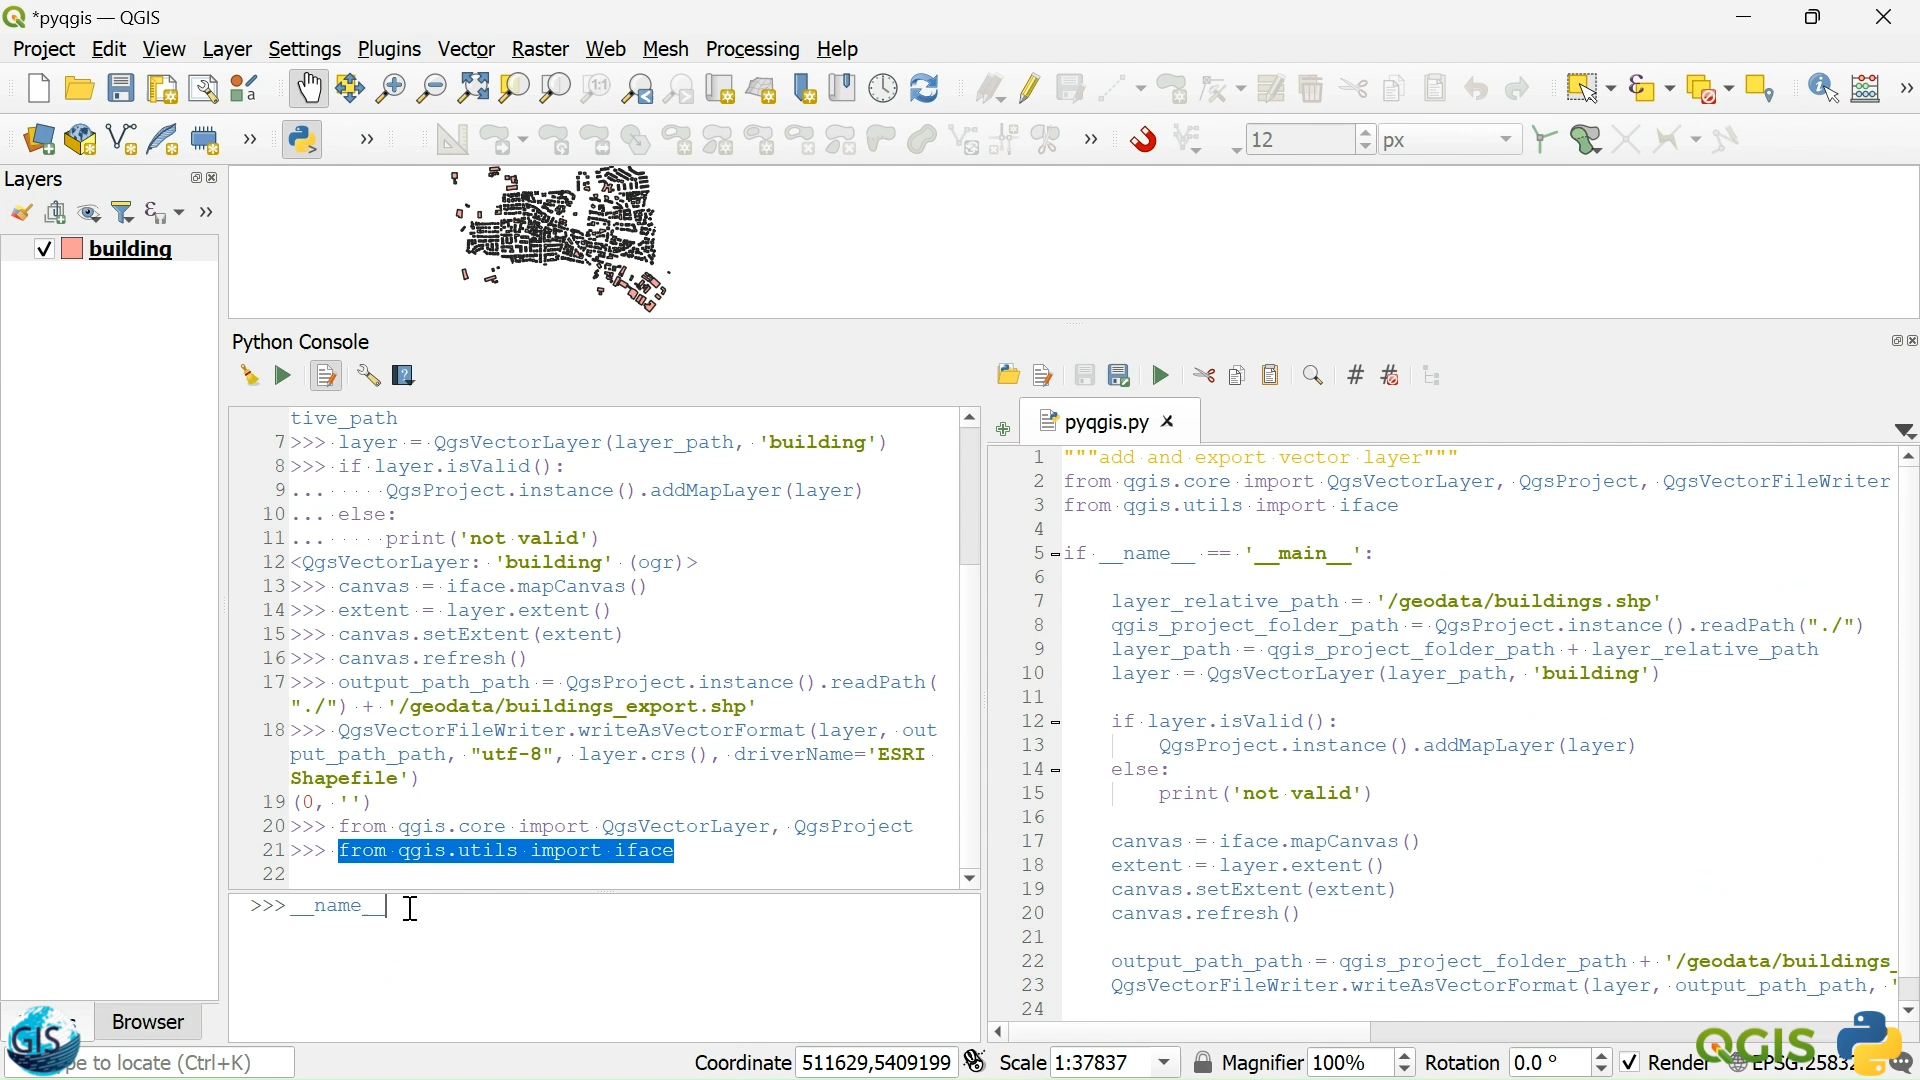 *pyqgis — QGIS
Project Edit View Layer Settings Plugins Vector Raster Web Mesh Processing Help
12 px
Layers
building
Python Console
tive_path
7 >>> layer = QgsVectorLayer(layer_path, 'building')
8 >>> if layer.isValid():
9 ...     QgsProject.instance().addMapLayer(layer)
10 ... else:
11 ...     print('not valid')
12 <QgsVectorLayer: 'building' (ogr)>
13 >>> canvas = iface.mapCanvas()
14 >>> extent = layer.extent()
15 >>> canvas.setExtent(extent)
16 >>> canvas.refresh()
17 >>> output_path_path = QgsProject.instance().readPath(
"./") + '/geodata/buildings_export.shp'
18 >>> QgsVectorFileWriter.writeAsVectorFormat(layer, out
put_path_path, "utf-8", layer.crs(), driverName='ESRI
Shapefile')
19 (0, '')
20 >>> from qgis.core import QgsVectorLayer, QgsProject
21 >>> from qgis.utils import iface
22
>>> __name__
pyqgis.py
1 """add and export vector layer"""
2 from qgis.core import QgsVectorLayer, QgsProject, QgsVectorFileWriter
3 from qgis.utils import iface
4
5 if __name__ == '__main__':
6
7 layer_relative_path = '/geodata/buildings.shp'
8 qgis_project_folder_path = QgsProject.instance().readPath("./")
9 layer_path = qgis_project_folder_path + layer_relative_path
10 layer = QgsVectorLayer(layer_path, 'building')
11
12 if layer.isValid():
13 QgsProject.instance().addMapLayer(layer)
14 else:
15 print('not valid')
16
17 canvas = iface.mapCanvas()
18 extent = layer.extent()
19 canvas.setExtent(extent)
20 canvas.refresh()
21
22 output_path_path = qgis_project_folder_path + '/geodata/buildings_
23 QgsVectorFileWriter.writeAsVectorFormat(layer, output_path_path, '
24
Browser
GIS
QGIS
pe to locate (Ctrl+K) Coordinate 511629,5409199 Scale 1:37837 Magnifier 100% Rotation 0.0 ° Render EPSG:25832